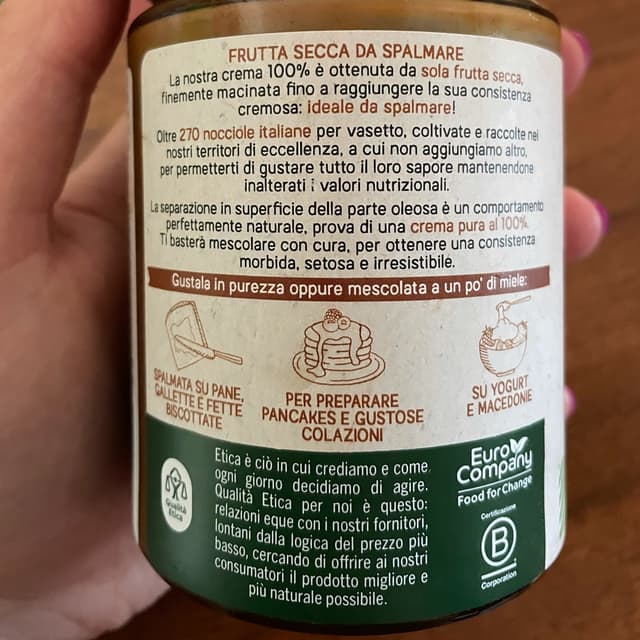 FRUTTA SECCA DA SPALMARE
La nostra crema 100% è ottenuta da sola frutta secca,
finemente macinata fino a raggiungere la sua consistenza
cremosa: ideale da spalmare!
Oltre 270 nocciole italiane per vasetto, coltivate e raccolte nei
nostri territori di eccellenza, a cui non aggiungiamo altro,
per permetterti di gustare tutto il loro sapore mantenendone
inalterati i valori nutrizionali.
La separazione in superficie della parte oleosa è un comportamento
perfettamente naturale, prova di una crema pura al 100%.
Ti basterà mescolare con cura, per ottenere una consistenza
morbida, setosa e irresistibile.
Gustala in purezza oppure mescolata a un po' di miele:
SPALMATA SU PANE,
GALLETTE E FETTE
BISCOTTATE
PER PREPARARE
PANCAKES E GUSTOSE
COLAZIONI
SU YOGURT
E MACEDONIE
Qualità
Etica
Etica è ciò in cui crediamo e come
ogni giorno decidiamo di agire.
Qualità Etica per noi è questo:
relazioni eque con i nostri fornitori,
lontani dalla logica del prezzo più
basso, cercando di offrire ai nostri
consumatori il prodotto migliore e
più naturale possibile.
Euro
Company
Food for Change
Certificazione
B
Corporation